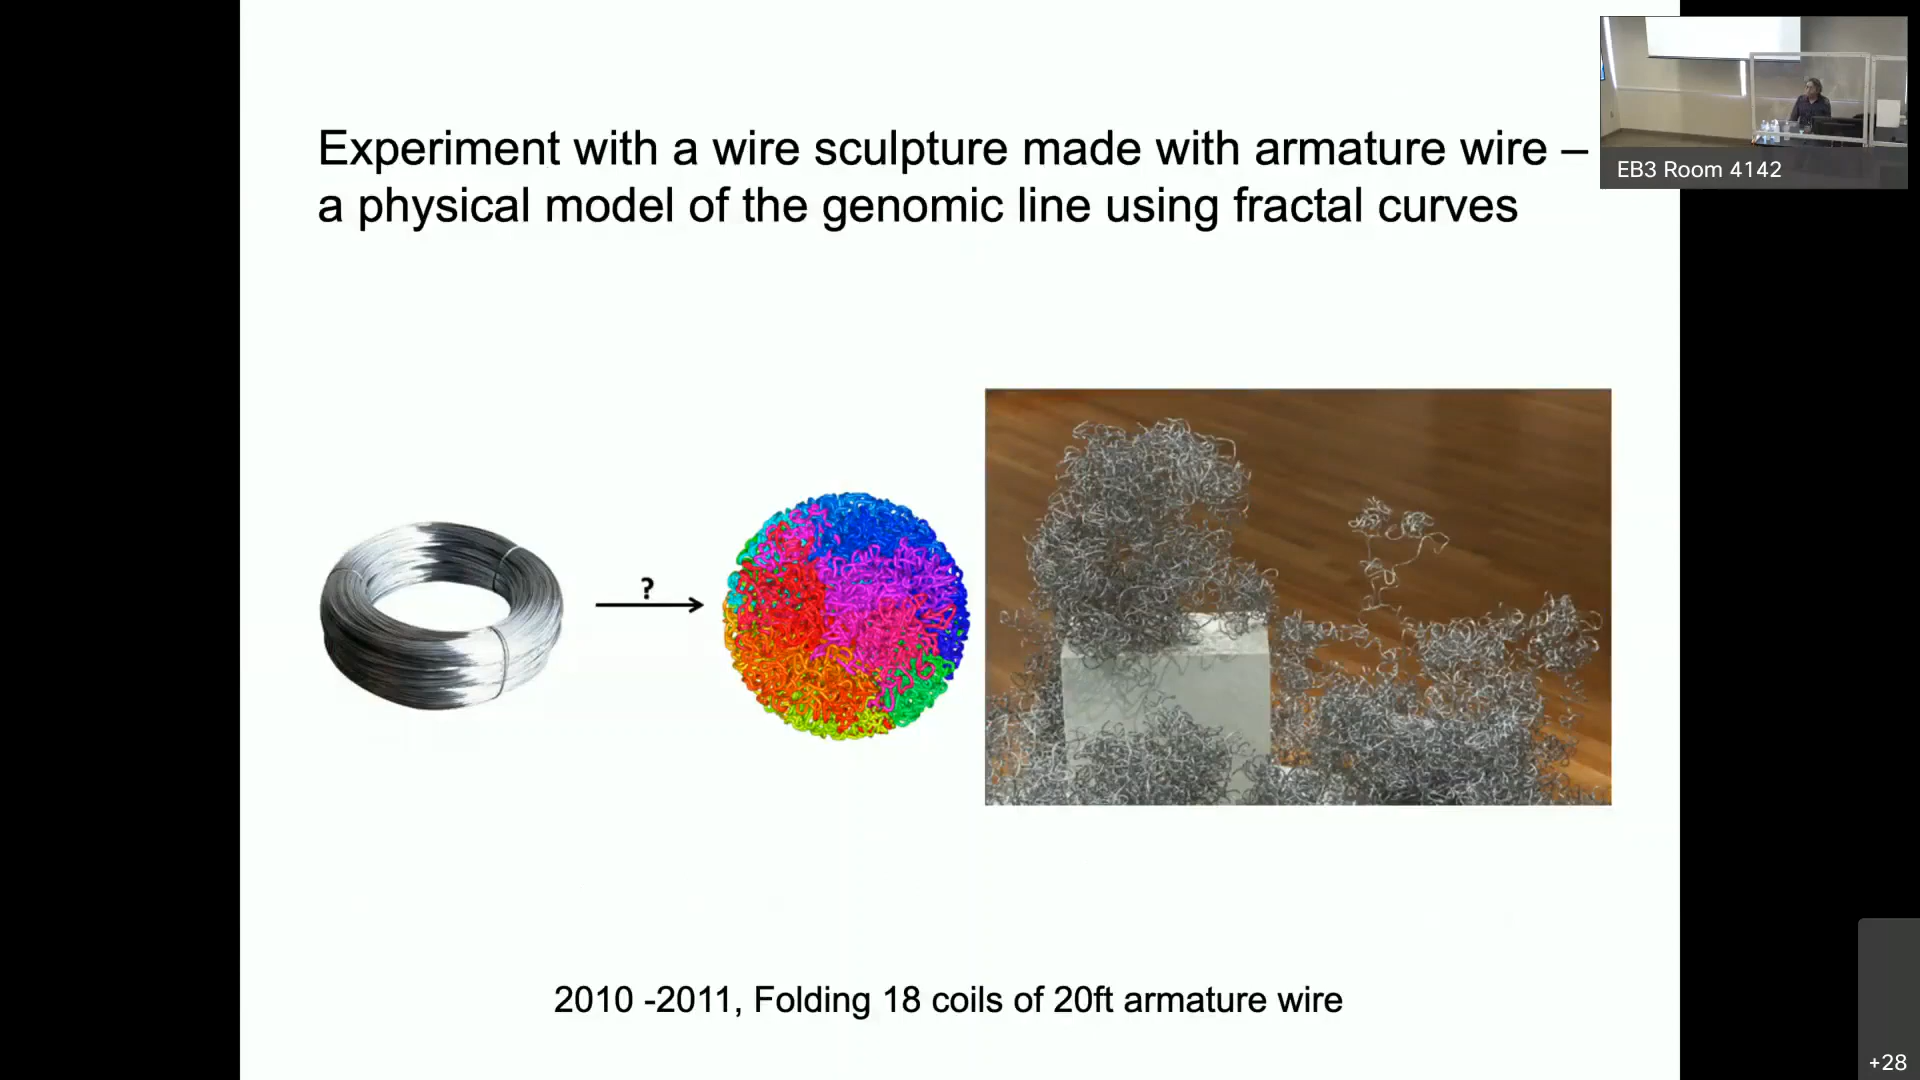 Experiment with a wire sculpture made with armature wire –
a physical model of the genomic line using fractal curves
EB3 Room 4142
?
2010 -2011, Folding 18 coils of 20ft armature wire
+28